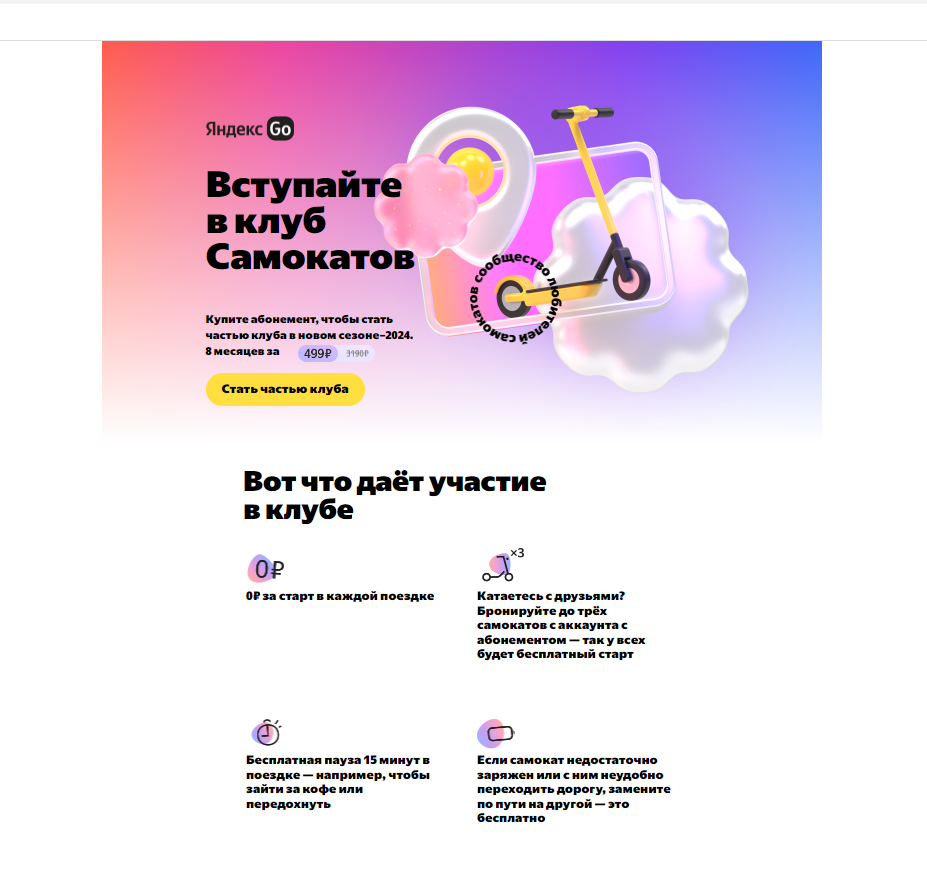 Яндекс Go
Вступайте
в клуб
Самокатов
сообщество любителей самокатов
Купите абонемент, чтобы стать
частью клуба в новом сезоне–2024.
8 месяцев за 499₽ 3190₽
Стать частью клуба
Вот что даёт участие
в клубе
0₽
0₽ за старт в каждой поездке
×3
Катаетесь с друзьями?
Бронируйте до трёх
самокатов с аккаунта с
абонементом — так у всех
будет бесплатный старт
Бесплатная пауза 15 минут в
поездке — например, чтобы
зайти за кофе или
передохнуть
Если самокат недостаточно
заряжен или с ним неудобно
переходить дорогу, замените
по пути на другой — это
бесплатно